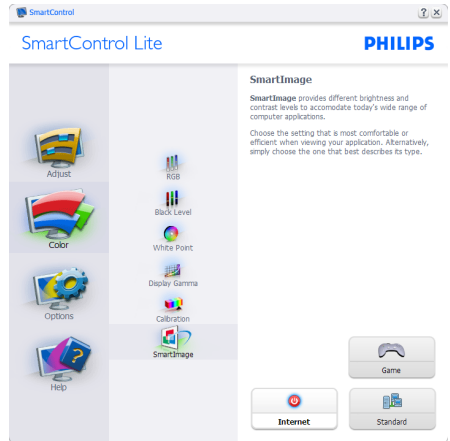 SmartControl
SmartControl Lite
PHILIPS
Adjust
Color
Options
Help
RGB
Black Level
White Point
Display Gamma
Calibration
SmartImage
SmartImage
SmartImage provides different brightness and
contrast levels to accomodate today's wide range of
computer applications.
Choose the setting that is most comfortable or
efficient when viewing your application. Alternatively,
simply choose the one that best describes its type.
Game
Internet
Standard